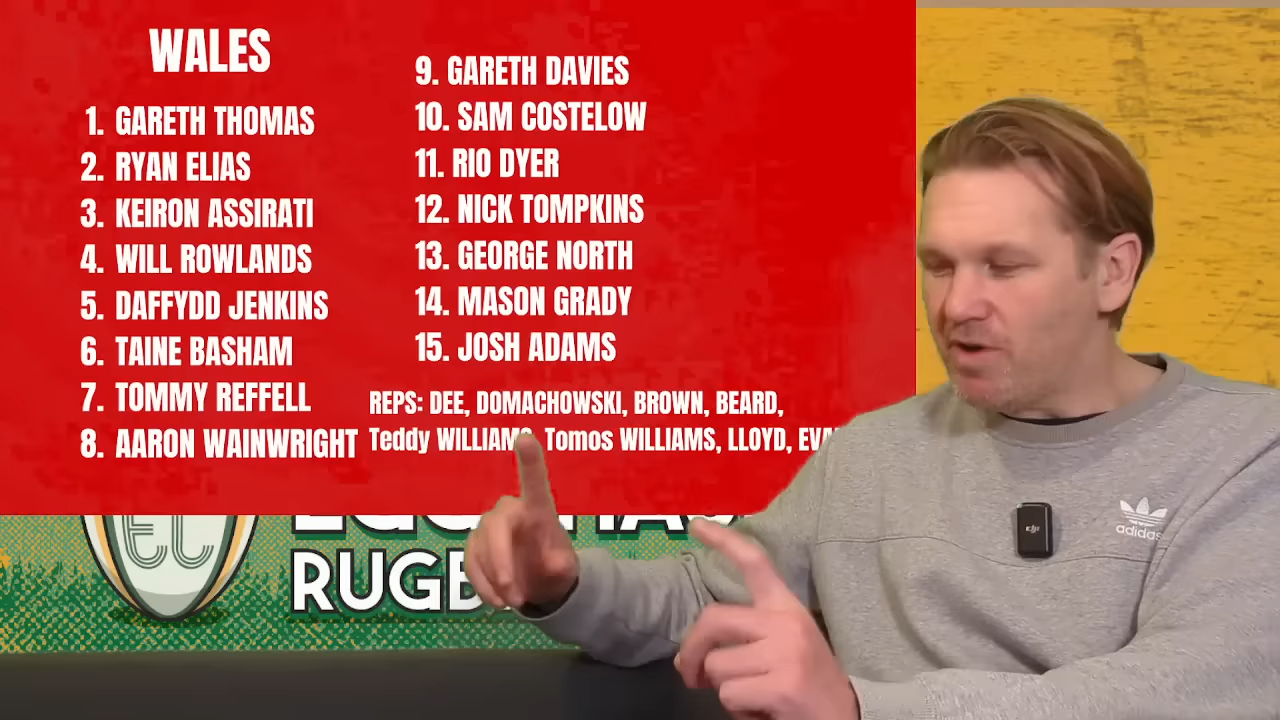 WALES
1. GARETH THOMAS
2. RYAN ELIAS
3. KEIRON ASSIRATI
4. WILL ROWLANDS
5. DAFFYDD JENKINS
6. TAINE BASHAM
7. TOMMY REFFELL
8. AARON WAINWRIGHT
9. GARETH DAVIES
10. SAM COSTELOW
11. RIO DYER
12. NICK TOMPKINS
13. GEORGE NORTH
14. MASON GRADY
15. JOSH ADAMS
REPS: DEE, DOMACHOWSKI, BROWN, BEARD,
Teddy WILLIAMS, Tomos WILLIAMS, LLOYD,
EC
adidas
dji